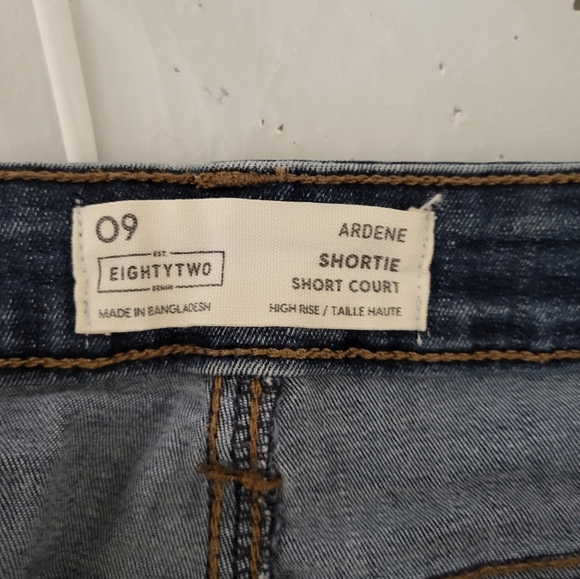 09
EST.
EIGHTYTWO
DENIM
MADE IN BANGLADESH
ARDENE
SHORTIE
SHORT COURT
HIGH RISE / TAILLE HAUTE